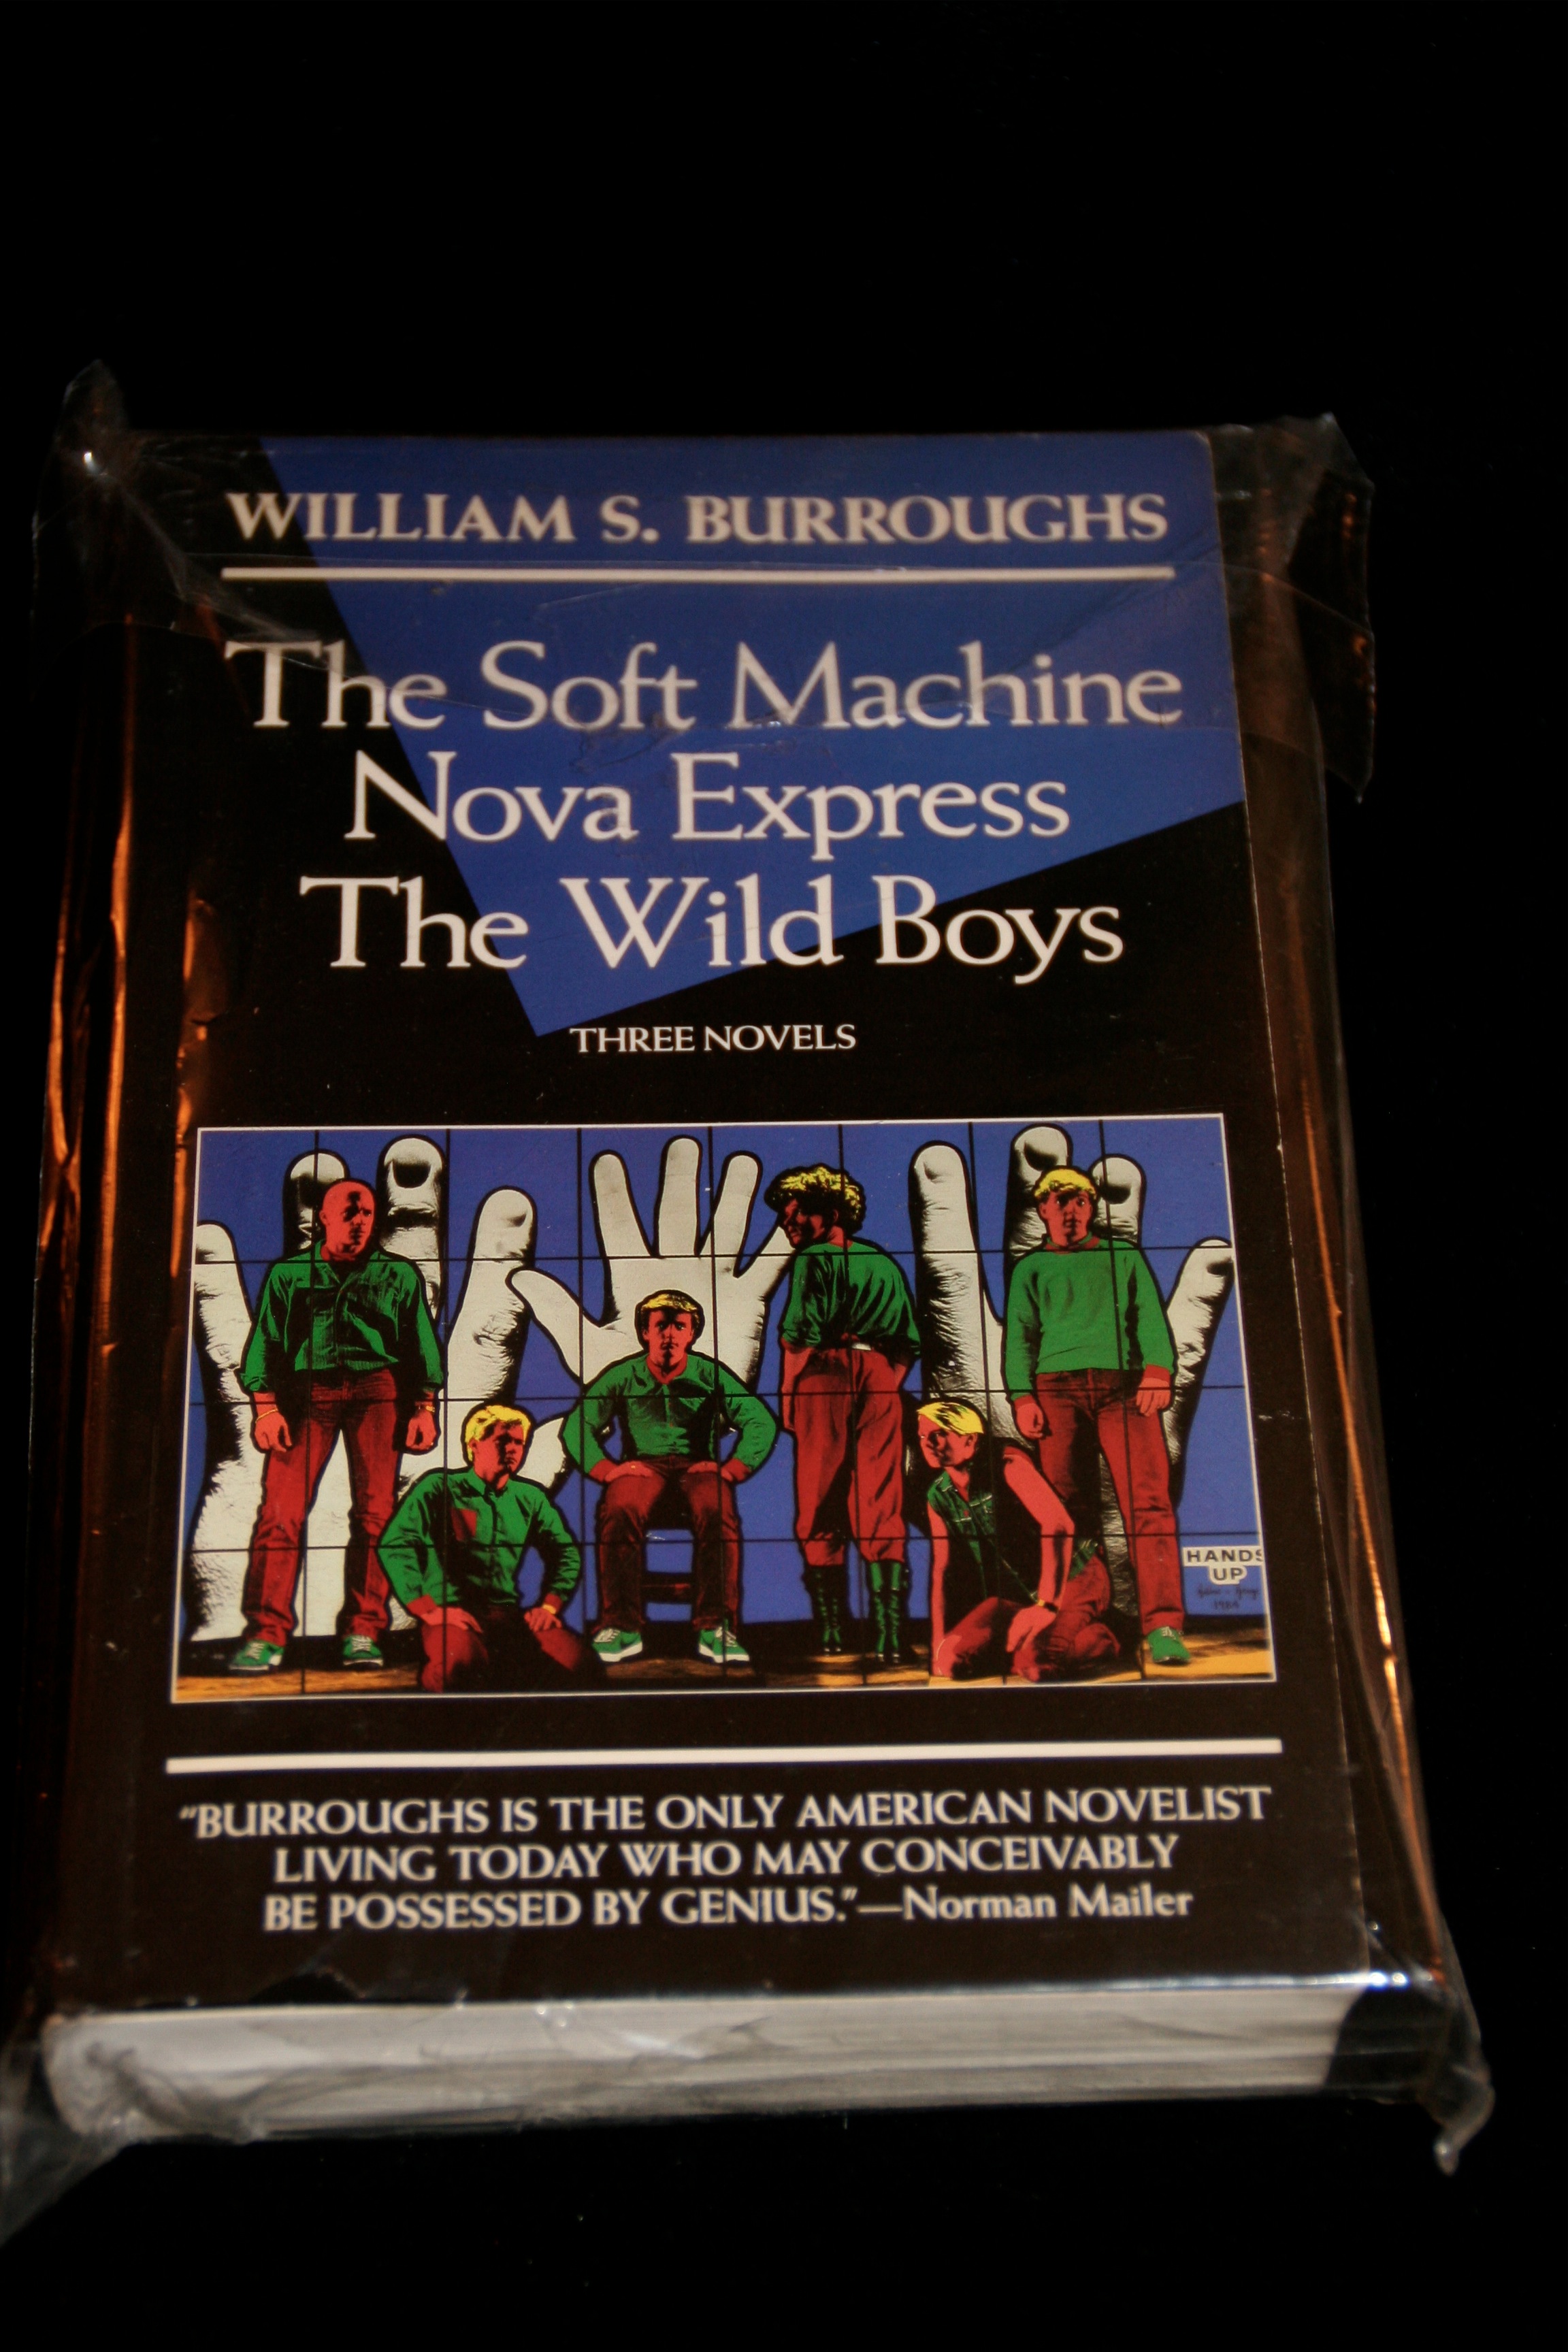 WILLIAM S. BURROUGHS
The Soft Machine
Nova Express
The Wild Boys
THREE NOVELS
HANDS
UP
1984
"BURROUGHS IS THE ONLY AMERICAN NOVELIST
LIVING TODAY WHO MAY CONCEIVABLY
BE POSSESSED BY GENIUS."—Norman Mailer